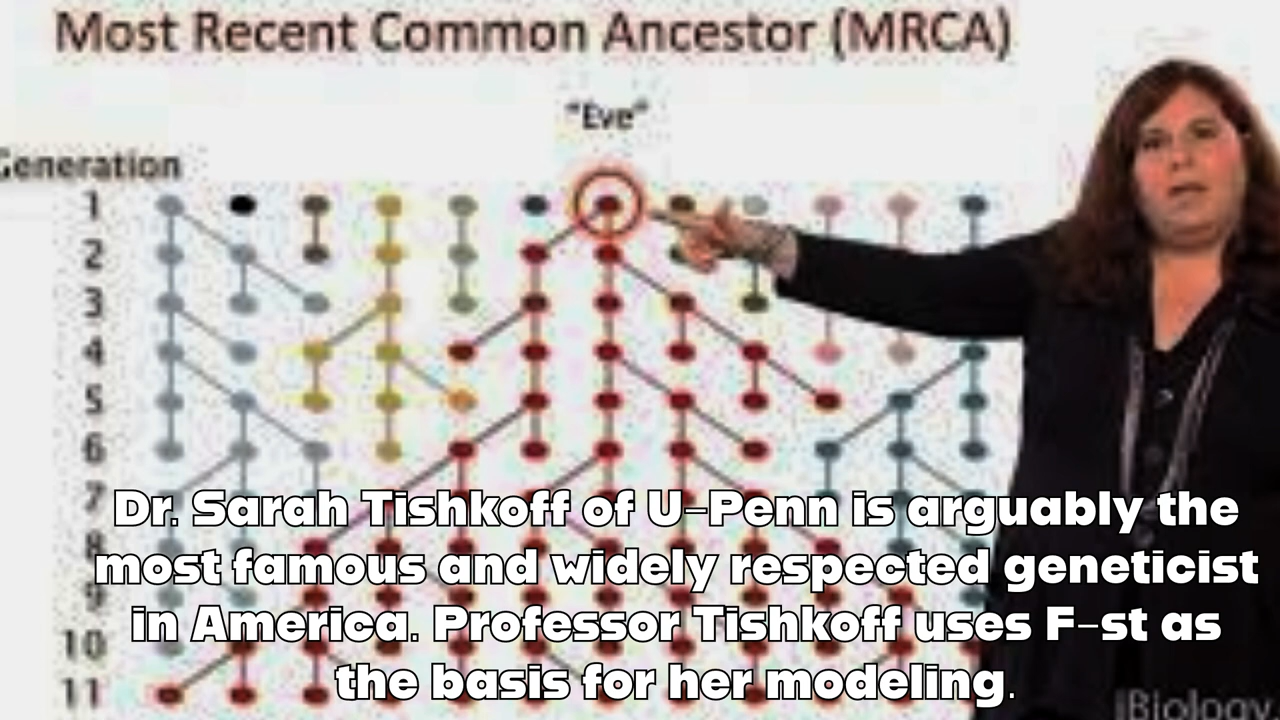 Most Recent Common Ancestor (MRCA)
"Eve"
Generation
1
2
3
4
5
6
7
8
9
10
11
Dr. Sarah Tishkoff of U-Penn is arguably the
most famous and widely respected geneticist
in America. Professor Tishkoff uses F-st as
the basis for her modeling.
iBiology